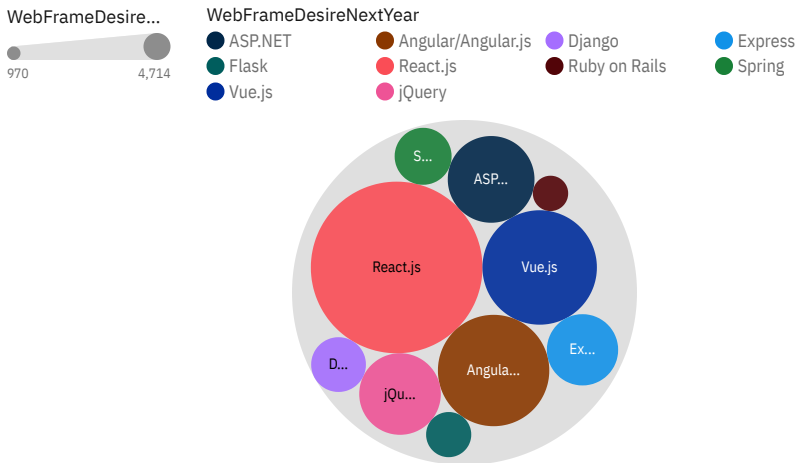 WebFrameDesire...
970 4,714
WebFrameDesireNextYear
ASP.NET Angular/Angular.js Django Express
Flask React.js Ruby on Rails Spring
Vue.js jQuery
S...
ASP...
React.js
Vue.js
Ex...
D...
Angula...
jQu...